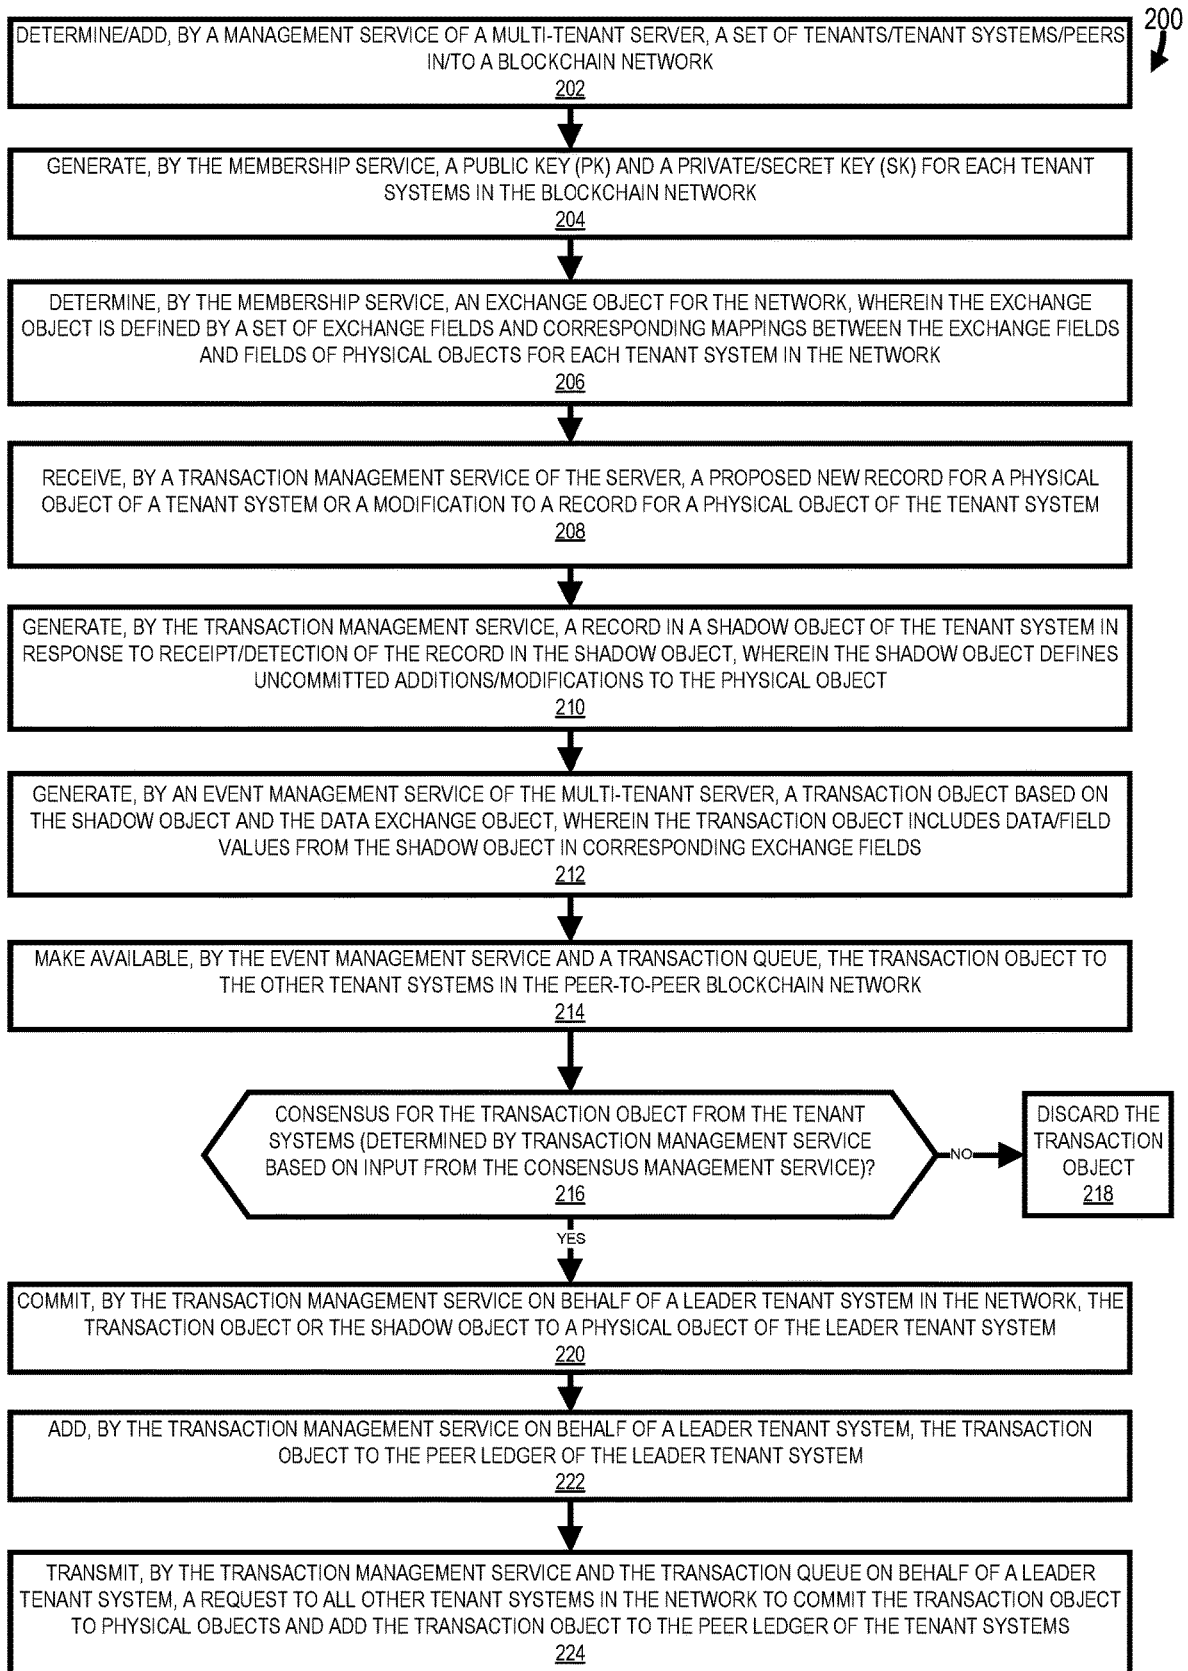 200
DETERMINE/ADD, BY A MANAGEMENT SERVICE OF A MULTI-TENANT SERVER, A SET OF TENANTS/TENANT SYSTEMS/PEERS
IN/TO A BLOCKCHAIN NETWORK
202
GENERATE, BY THE MEMBERSHIP SERVICE, A PUBLIC KEY (PK) AND A PRIVATE/SECRET KEY (SK) FOR EACH TENANT
SYSTEMS IN THE BLOCKCHAIN NETWORK
204
DETERMINE, BY THE MEMBERSHIP SERVICE, AN EXCHANGE OBJECT FOR THE NETWORK, WHEREIN THE EXCHANGE
OBJECT IS DEFINED BY A SET OF EXCHANGE FIELDS AND CORRESPONDING MAPPINGS BETWEEN THE EXCHANGE FIELDS
AND FIELDS OF PHYSICAL OBJECTS FOR EACH TENANT SYSTEM IN THE NETWORK
206
RECEIVE, BY A TRANSACTION MANAGEMENT SERVICE OF THE SERVER, A PROPOSED NEW RECORD FOR A PHYSICAL
OBJECT OF A TENANT SYSTEM OR A MODIFICATION TO A RECORD FOR A PHYSICAL OBJECT OF THE TENANT SYSTEM
208
GENERATE, BY THE TRANSACTION MANAGEMENT SERVICE, A RECORD IN A SHADOW OBJECT OF THE TENANT SYSTEM IN
RESPONSE TO RECEIPT/DETECTION OF THE RECORD IN THE SHADOW OBJECT, WHEREIN THE SHADOW OBJECT DEFINES
UNCOMMITTED ADDITIONS/MODIFICATIONS TO THE PHYSICAL OBJECT
210
GENERATE, BY AN EVENT MANAGEMENT SERVICE OF THE MULTI-TENANT SERVER, A TRANSACTION OBJECT BASED ON
THE SHADOW OBJECT AND THE DATA EXCHANGE OBJECT, WHEREIN THE TRANSACTION OBJECT INCLUDES DATA/FIELD
VALUES FROM THE SHADOW OBJECT IN CORRESPONDING EXCHANGE FIELDS
212
MAKE AVAILABLE, BY THE EVENT MANAGEMENT SERVICE AND A TRANSACTION QUEUE, THE TRANSACTION OBJECT TO
THE OTHER TENANT SYSTEMS IN THE PEER-TO-PEER BLOCKCHAIN NETWORK
214
CONSENSUS FOR THE TRANSACTION OBJECT FROM THE TENANT
SYSTEMS (DETERMINED BY TRANSACTION MANAGEMENT SERVICE
BASED ON INPUT FROM THE CONSENSUS MANAGEMENT SERVICE)?
216
NO
DISCARD THE
TRANSACTION
OBJECT
218
YES
COMMIT, BY THE TRANSACTION MANAGEMENT SERVICE ON BEHALF OF A LEADER TENANT SYSTEM IN THE NETWORK, THE
TRANSACTION OBJECT OR THE SHADOW OBJECT TO A PHYSICAL OBJECT OF THE LEADER TENANT SYSTEM
220
ADD, BY THE TRANSACTION MANAGEMENT SERVICE ON BEHALF OF A LEADER TENANT SYSTEM, THE TRANSACTION
OBJECT TO THE PEER LEDGER OF THE LEADER TENANT SYSTEM
222
TRANSMIT, BY THE TRANSACTION MANAGEMENT SERVICE AND THE TRANSACTION QUEUE ON BEHALF OF A LEADER
TENANT SYSTEM, A REQUEST TO ALL OTHER TENANT SYSTEMS IN THE NETWORK TO COMMIT THE TRANSACTION OBJECT
TO PHYSICAL OBJECTS AND ADD THE TRANSACTION OBJECT TO THE PEER LEDGER OF THE TENANT SYSTEMS
224